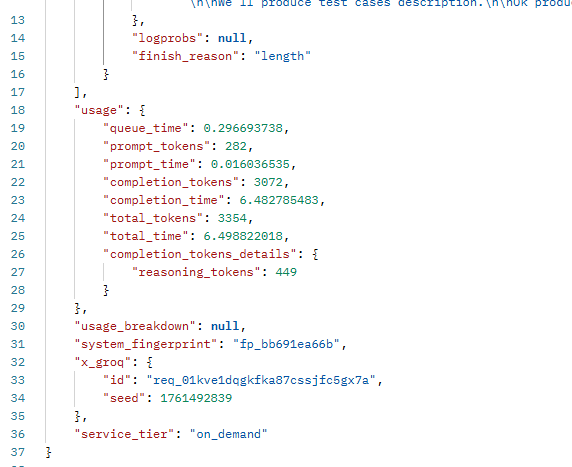 \n\nWe'll produce test cases description.\n\nOk produ
13 },
14 "logprobs": null,
15 "finish_reason": "length"
16 }
17 ],
18 "usage": {
19 "queue_time": 0.296693738,
20 "prompt_tokens": 282,
21 "prompt_time": 0.016036535,
22 "completion_tokens": 3072,
23 "completion_time": 6.482785483,
24 "total_tokens": 3354,
25 "total_time": 6.498822018,
26 "completion_tokens_details": {
27 "reasoning_tokens": 449
28 }
29 },
30 "usage_breakdown": null,
31 "system_fingerprint": "fp_bb691ea66b",
32 "x_groq": {
33 "id": "req_01kve1dqgkfka87cssjfc5gx7a",
34 "seed": 1761492839
35 },
36 "service_tier": "on_demand"
37 }